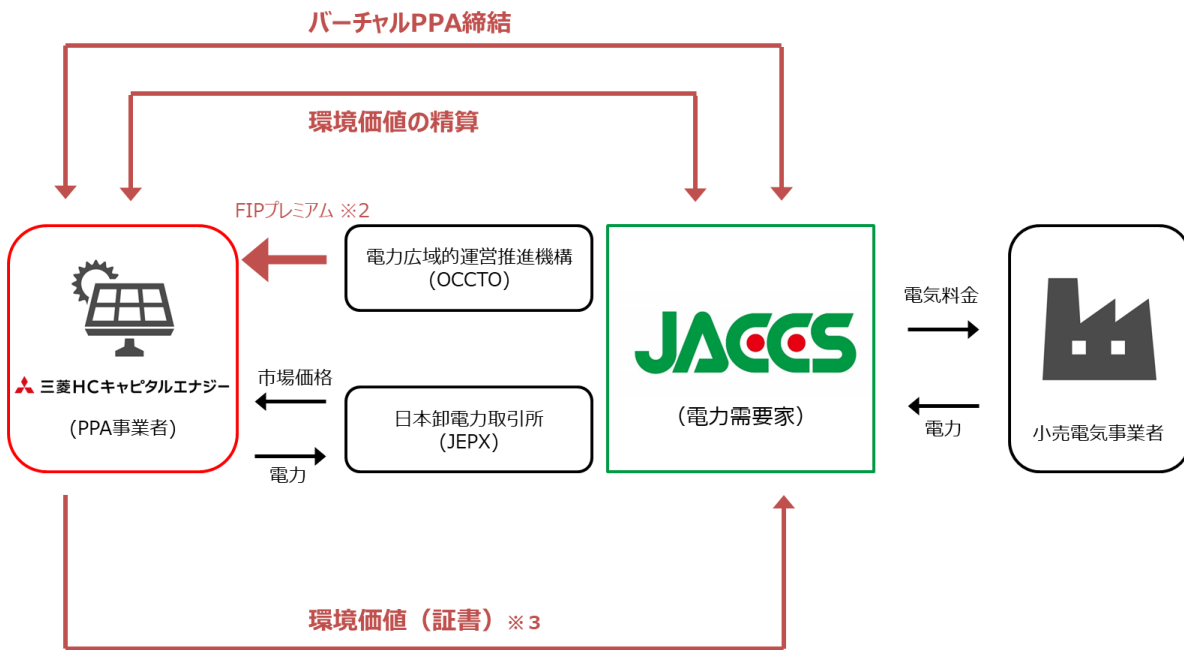 バーチャルPPA締結
環境価値の精算
FIPプレミアム ※2
電力広域的運営推進機構
(OCCTO)
三菱HCキャピタルエナジー
(PPA事業者)
市場価格
電力
日本卸電力取引所
(JEPX)
JACCS
(電力需要家)
電気料金
電力
小売電気事業者
環境価値（証書）※3